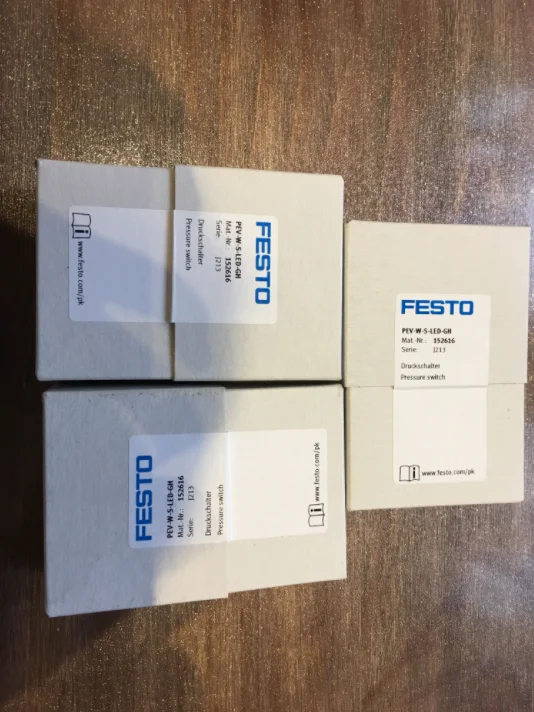 FESTO
PEV-W-S-LED-GH
Mat.-Nr.: 152616
Serie: J213
Druckschalter
Pressure switch
i www.festo.com/pk
FESTO
PEV-W-S-LED-GH
Mat.-Nr.: 152616
Serie: J213
Druckschalter
Pressure switch
i www.festo.com/pk
FESTO
PEV-W-S-LED-GH
Mat.-Nr.: 152616
Serie: J213
Druckschalter
Pressure switch
i www.festo.com/pk